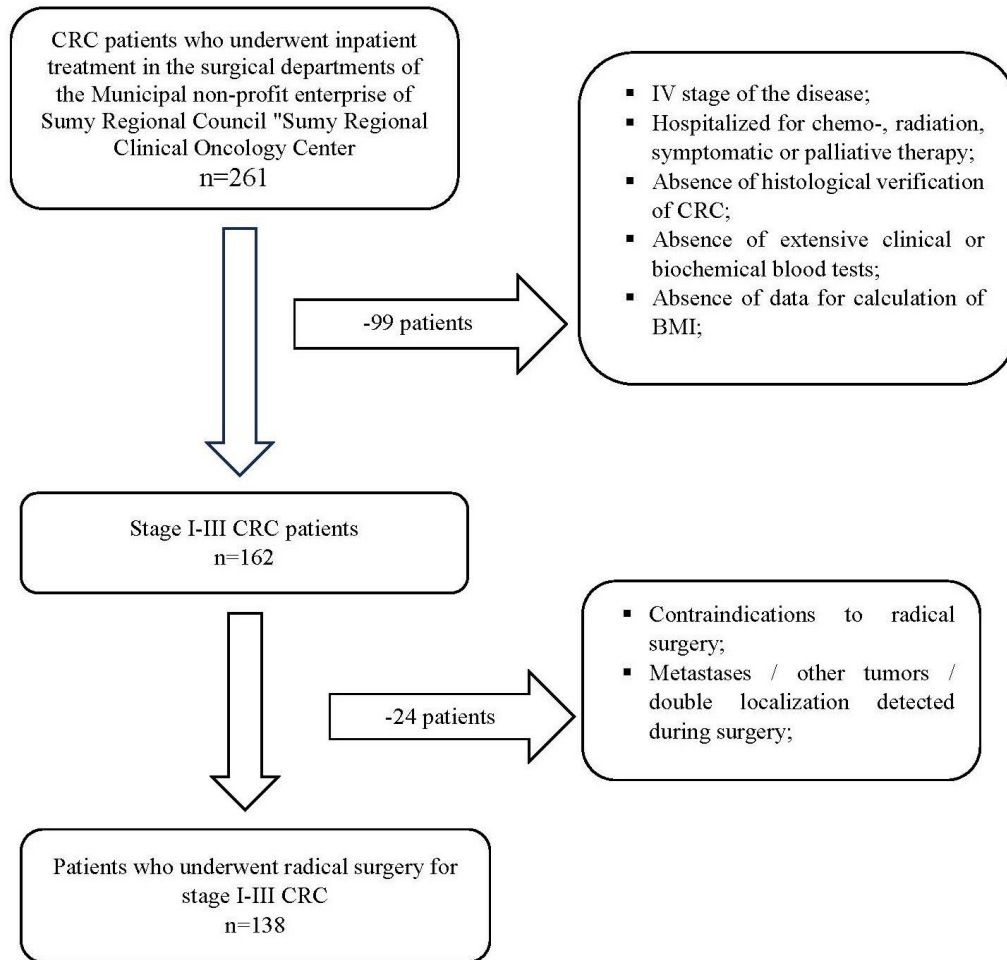 CRC patients who underwent inpatient
treatment in the surgical departments of
the Municipal non-profit enterprise of
Sumy Regional Council "Sumy Regional
Clinical Oncology Center
n=261
▪ IV stage of the disease;
▪ Hospitalized for chemo-, radiation,
symptomatic or palliative therapy;
▪ Absence of histological verification
of CRC;
▪ Absence of extensive clinical or
biochemical blood tests;
▪ Absence of data for calculation of
BMI;
-99 patients
Stage I-III CRC patients
n=162
▪ Contraindications to radical
surgery;
▪ Metastases / other tumors /
double localization detected
during surgery;
-24 patients
Patients who underwent radical surgery for
stage I-III CRC
n=138